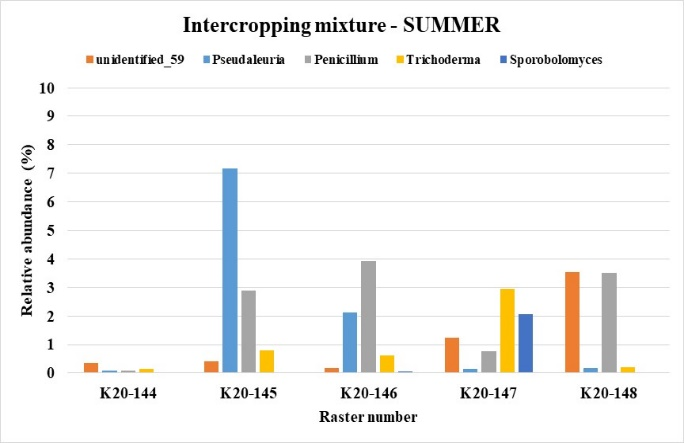 Intercropping mixture - SUMMER
unidentified_59 Pseudaleuria Penicillium Trichoderma Sporobolomyces
Relative abundance (%)
10
9
8
7
6
5
4
3
2
1
0
K20-144 K20-145 K20-146 K20-147 K20-148
Raster number